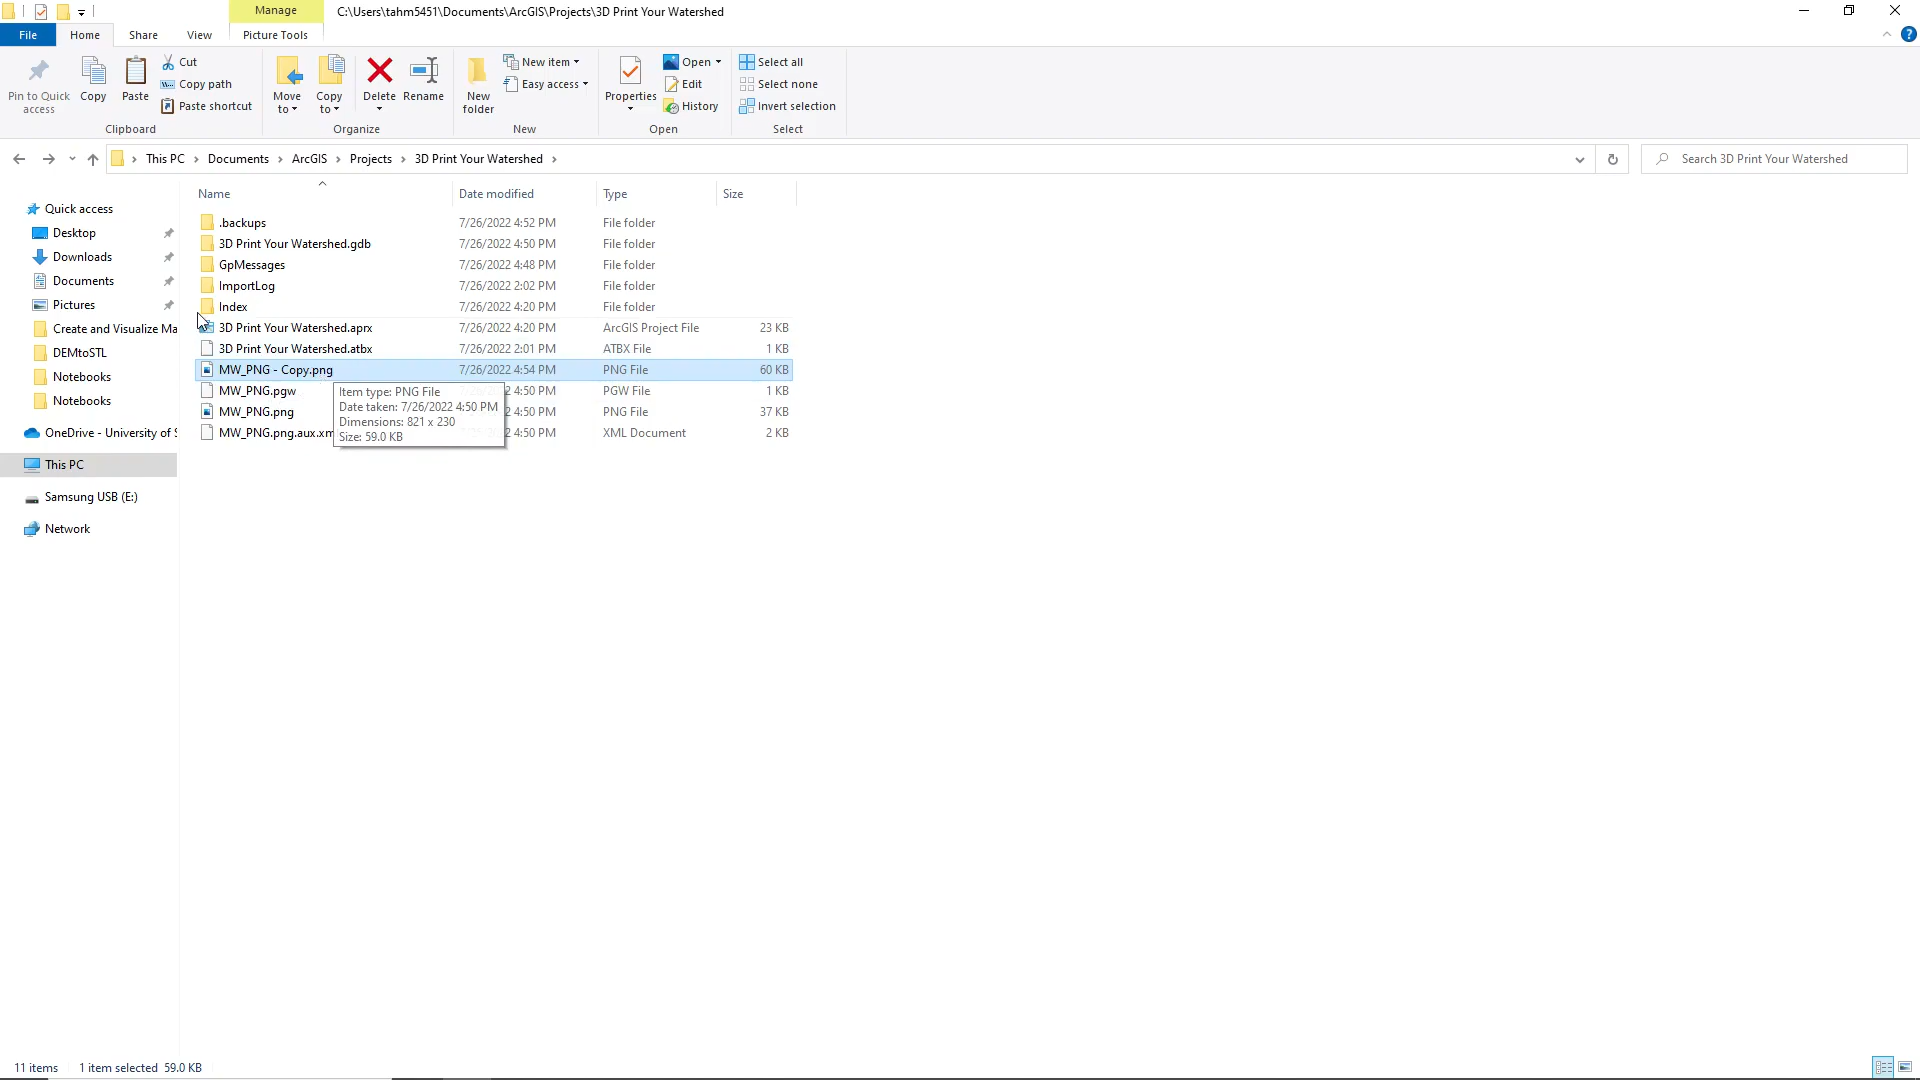 Manage
C:\Users\tahm5451\Documents\ArcGIS\Projects\3D Print Your Watershed
File
Home
Share
View
Picture Tools
?
Pin to Quick access
Copy
Paste
Cut
Copy path
Paste shortcut
Move to
Copy to
Delete
Rename
New folder
New item
Easy access
Properties
Open
Edit
History
Select all
Select none
Invert selection
Clipboard
Organize
New
Open
Select
This PC > Documents > ArcGIS > Projects > 3D Print Your Watershed >
Search 3D Print Your Watershed
Quick access
Desktop
Downloads
Documents
Pictures
Create and Visualize Ma
DEMtoSTL
Notebooks
Notebooks
OneDrive - University of S
This PC
Samsung USB (E:)
Network
Name Date modified Type Size
.backups 7/26/2022 4:52 PM File folder
3D Print Your Watershed.gdb 7/26/2022 4:50 PM File folder
GpMessages 7/26/2022 4:48 PM File folder
ImportLog 7/26/2022 2:02 PM File folder
Index 7/26/2022 4:20 PM File folder
3D Print Your Watershed.aprx 7/26/2022 4:20 PM ArcGIS Project File 23 KB
3D Print Your Watershed.atbx 7/26/2022 2:01 PM ATBX File 1 KB
MW_PNG - Copy.png 7/26/2022 4:54 PM PNG File 60 KB
MW_PNG.pgw 2 4:50 PM PGW File 1 KB
MW_PNG.png 2 4:50 PM PNG File 37 KB
MW_PNG.png.aux.xm 4:50 PM XML Document 2 KB
Item type: PNG File
Date taken: 7/26/2022 4:50 PM
Dimensions: 821 x 230
Size: 59.0 KB
11 items 1 item selected 59.0 KB